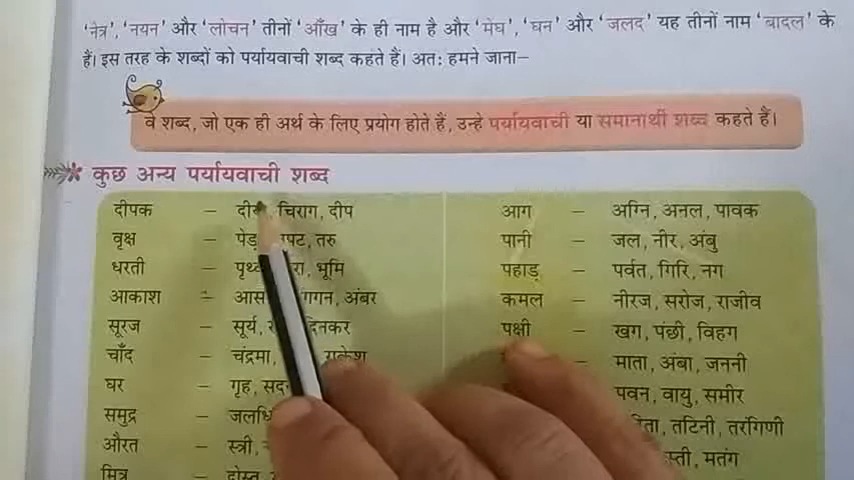 'नेत्र', 'नयन' और 'लोचन' तीनों 'आँख' के ही नाम है और 'मेघ', 'घन' और 'जलद' यह तीनों नाम 'बादल' के
हैं। इस तरह के शब्दों को पर्यायवाची शब्द कहते हैं। अतः हमने जाना–
वे शब्द, जो एक ही अर्थ के लिए प्रयोग होते हैं, उन्हे पर्यायवाची या समानार्थी शब्द कहते हैं।
कुछ अन्य पर्यायवाची शब्द
दीपक – चिराग, दीप
वृक्ष – तरु
धरती – भूमि
आकाश – गगन, अंबर
सूरज – सूर्य, दिनकर
चाँद – चंद्रमा, राकेश
घर – गृह,
समुद्र –
औरत – स्त्री,
मित्र – दोस्त,
आग – अग्नि, अनल, पावक
पानी – जल, नीर, अंबु
पहाड़ – पर्वत, गिरि, नग
कमल – नीरज, सरोज, राजीव
पक्षी – खग, पंछी, विहग
– माता, अंबा, जननी
पवन, वायु, समीर
तटिनी, तरंगिणी
मतंग